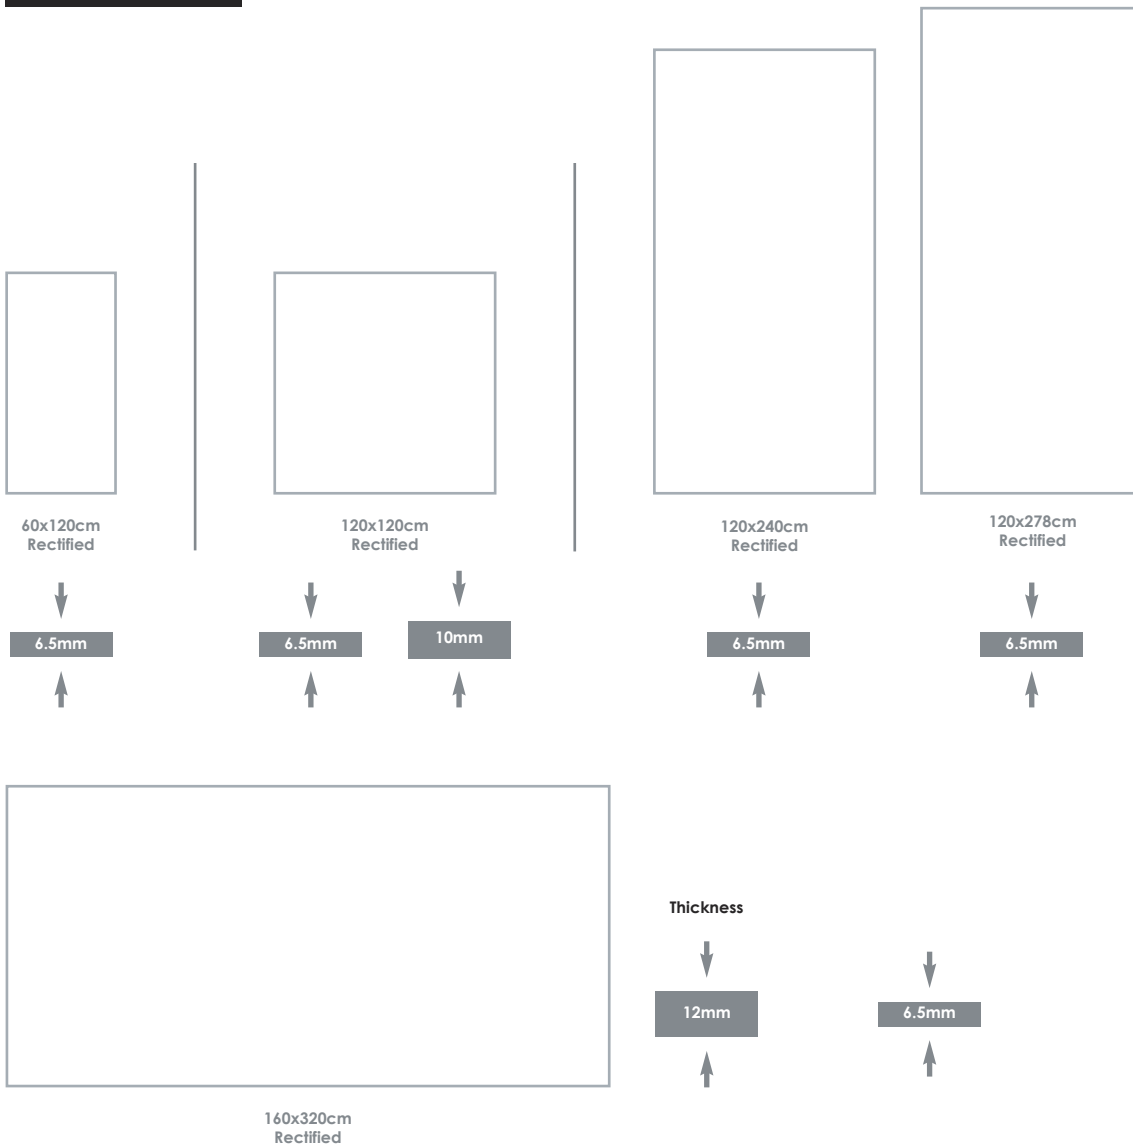 60x120cm
Rectified
120x120cm
Rectified
120x240cm
Rectified
120x278cm
Rectified
6.5mm
6.5mm
10mm
6.5mm
6.5mm
Thickness
12mm
6.5mm
160x320cm
Rectified